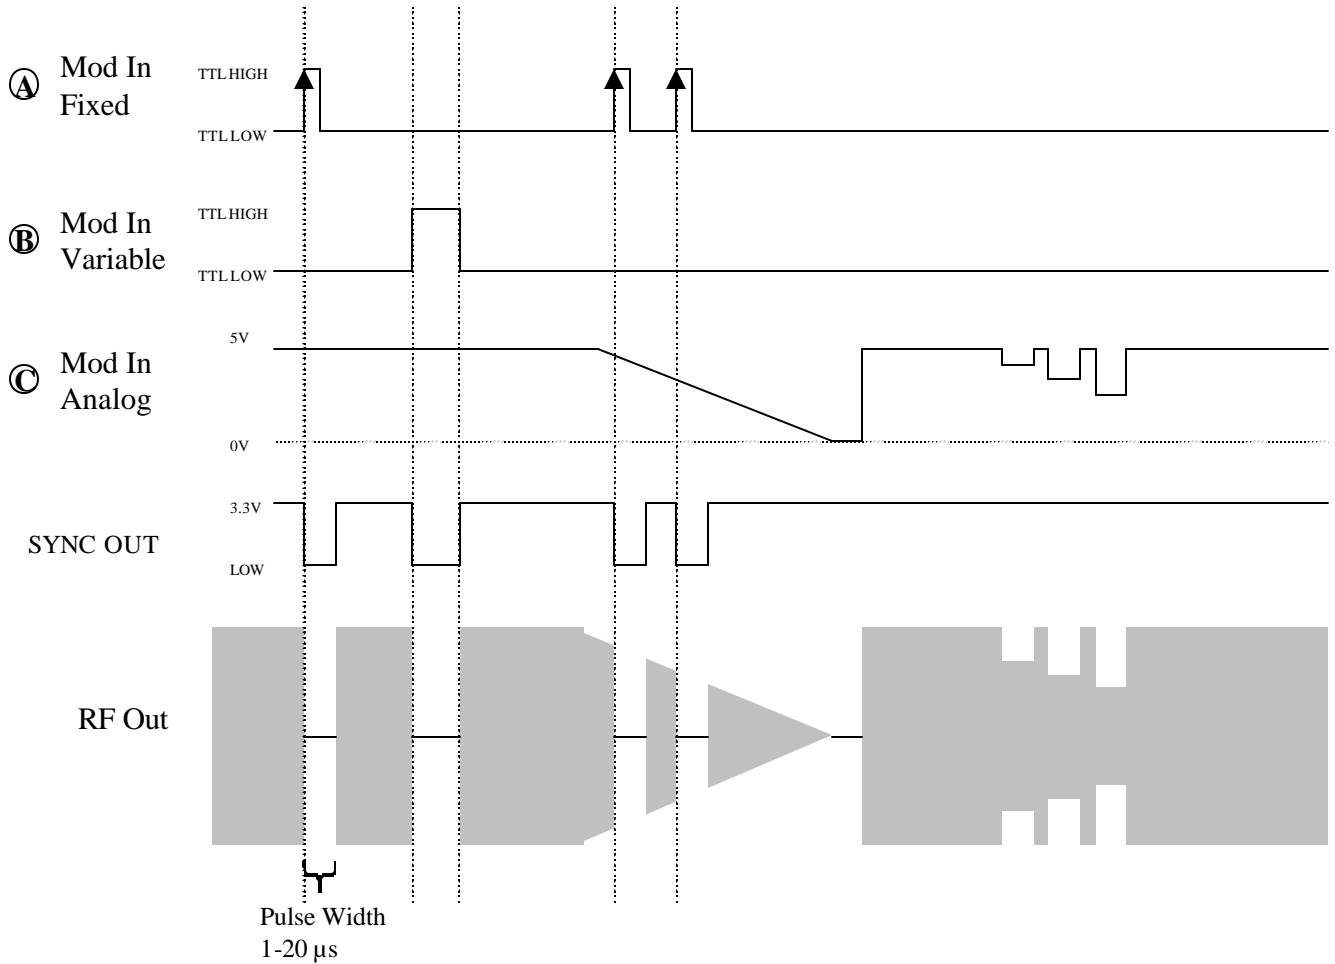 A
Mod In
Fixed
TTL HIGH
TTL LOW
B
Mod In
Variable
TTL HIGH
TTL LOW
C
Mod In
Analog
5V
0V
SYNC OUT
3.3V
LOW
RF Out
Pulse Width
1-20 µs